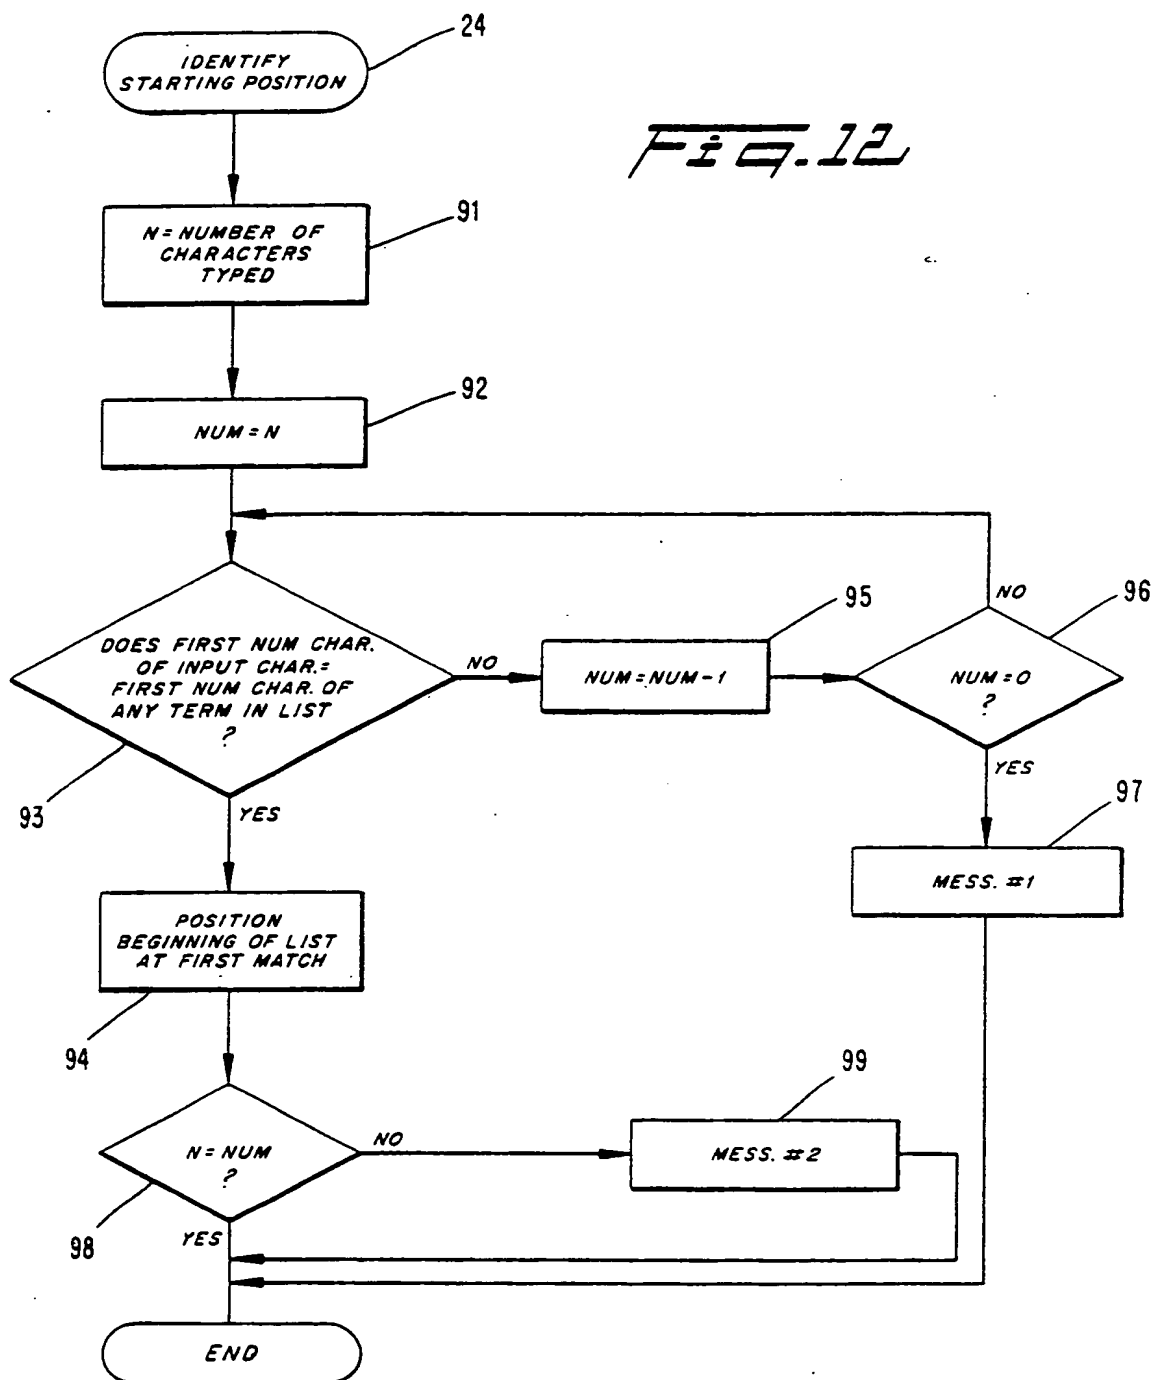 24
IDENTIFY
STARTING POSITION
Fig. 12
91
N = NUMBER OF
CHARACTERS
TYPED
92
NUM = N
DOES FIRST NUM CHAR.
OF INPUT CHAR. =
FIRST NUM CHAR. OF
ANY TERM IN LIST
?
93
NO
95
NUM = NUM - 1
96
NO
NUM = 0
?
YES
97
MESS. #1
YES
POSITION
BEGINNING OF LIST
AT FIRST MATCH
94
N = NUM
?
98
NO
99
MESS. #2
YES
END